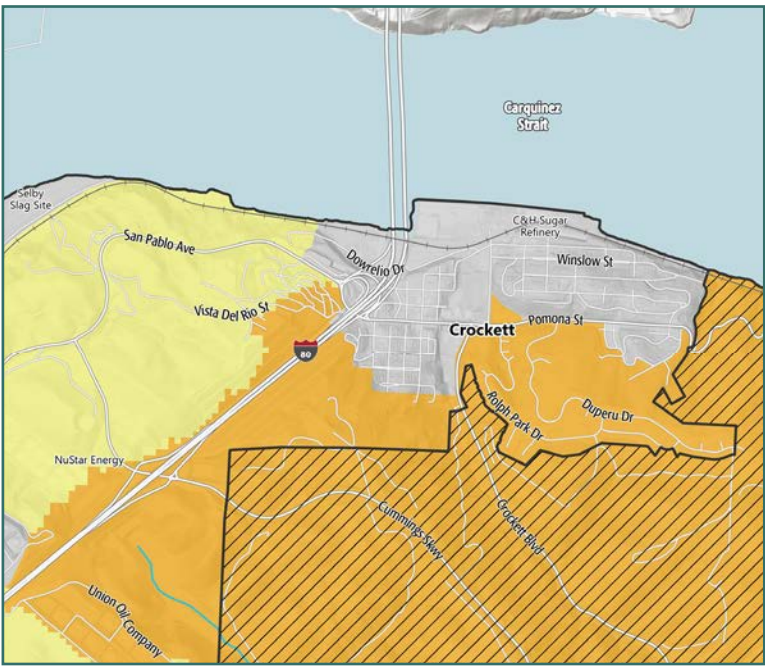 Carquinez
Strait
Selby
Slag Site
C&H Sugar
Refinery
San Pablo Ave
Dowrelio Dr
Winslow St
Vista Del Rio St
Pomona St
Crockett
80
Rolph Park Dr
Duperu Dr
NuStar Energy
Cummings Skwy
Crockett Blvd
Union Oil
Company